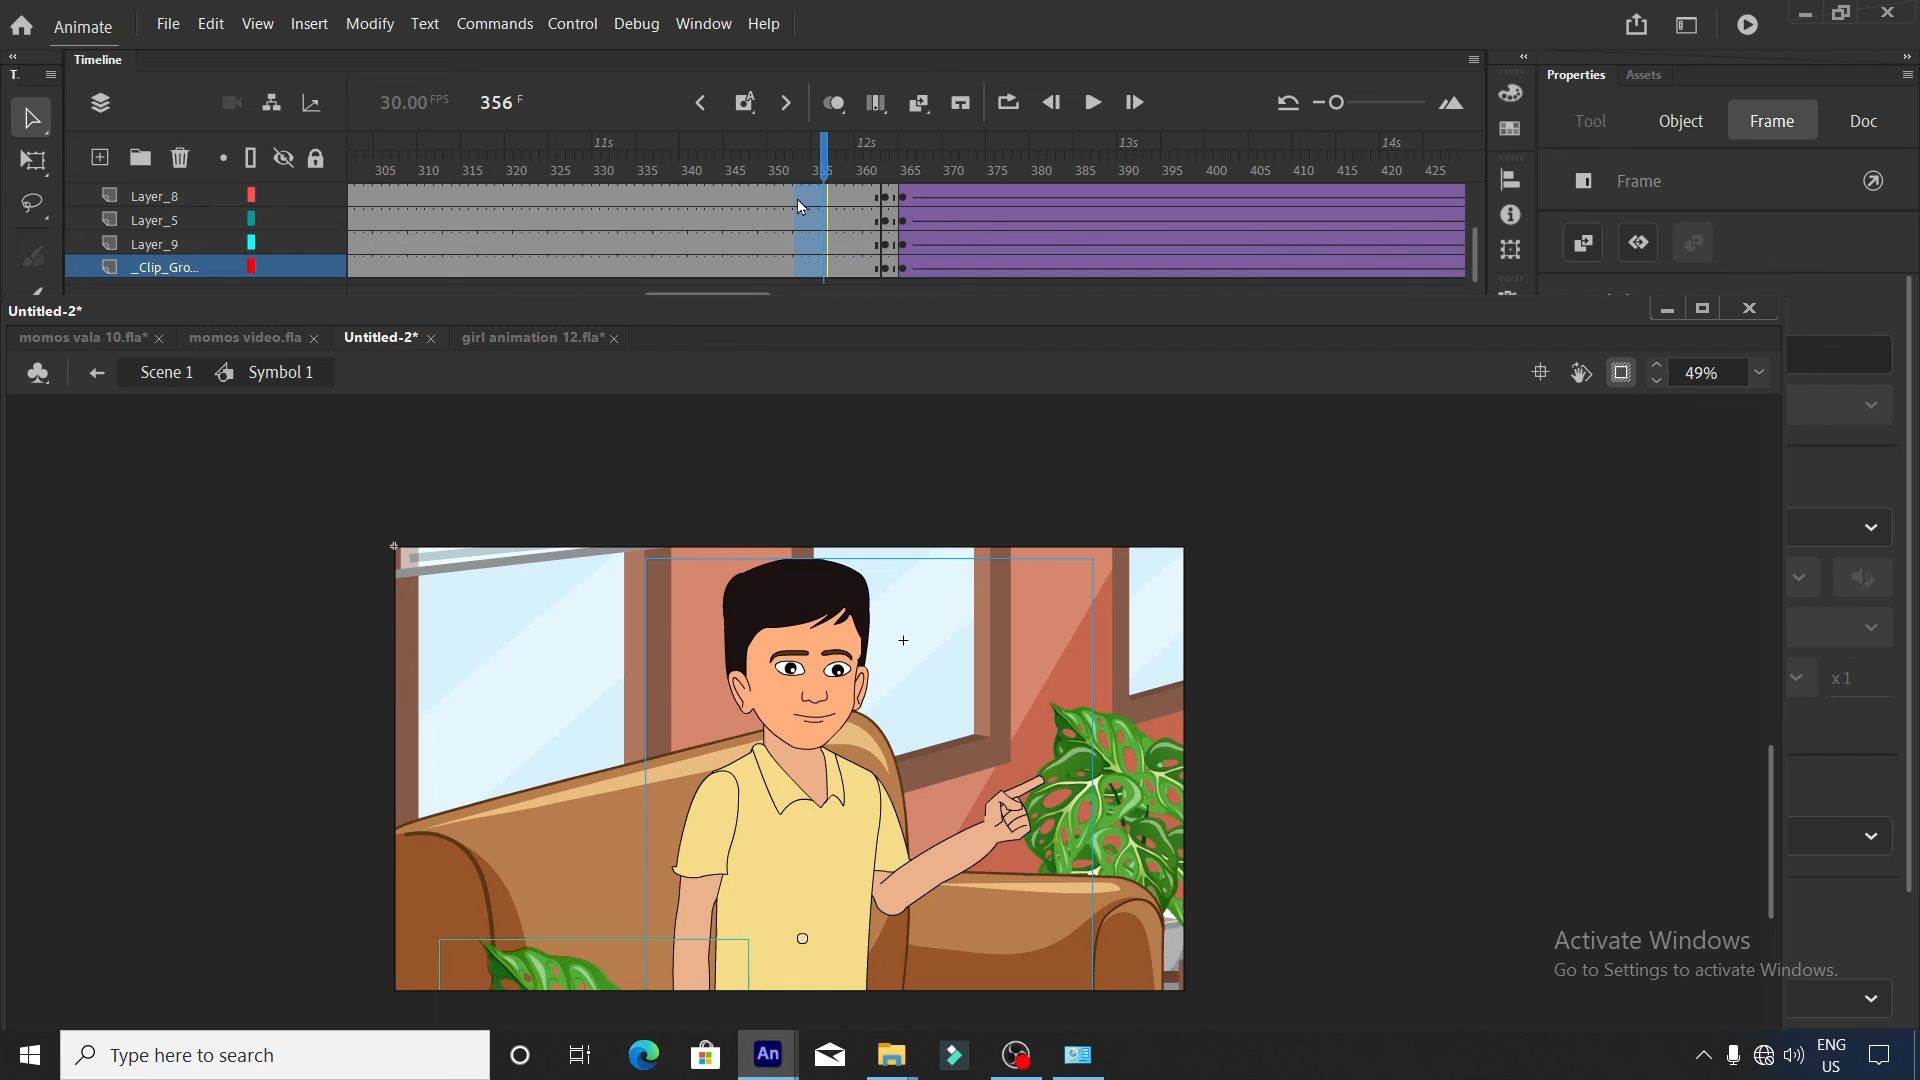 Animate File Edit View Insert Modify Text Commands Control Debug Window Help
Timeline
T.
Properties Assets
30.00 FPS 356 F
Tool Object Frame Doc
11s 12s 13s 14s
305 310 315 320 325 330 335 340 345 350 355 360 365 370 375 380 385 390 395 400 405 410 415 420 425
Frame
Layer_8
Layer_5
Layer_9
_Clip_Gro...
Untitled-2*
momos vala 10.fla* momos video.fla Untitled-2* girl animation 12.fla*
Scene 1 Symbol 1 49%
x 1
Activate Windows
Go to Settings to activate Windows.
Type here to search
An
ENG
US